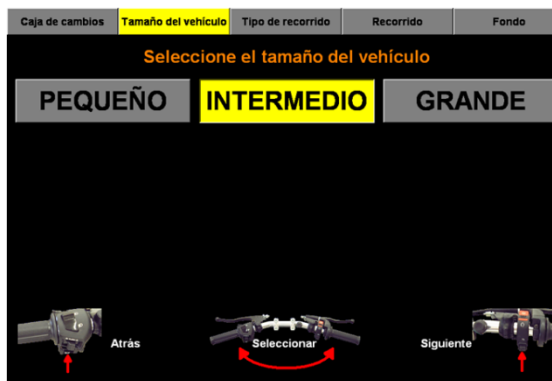 Caja de cambios
Tamaño del vehículo
Tipo de recorrido
Recorrido
Fondo
Seleccione el tamaño del vehículo
PEQUEÑO
INTERMEDIO
GRANDE
Atrás
Seleccionar
Siguiente